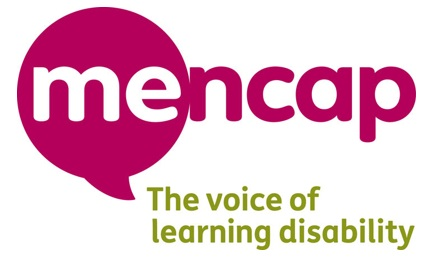 mencap
The voice of
learning disability